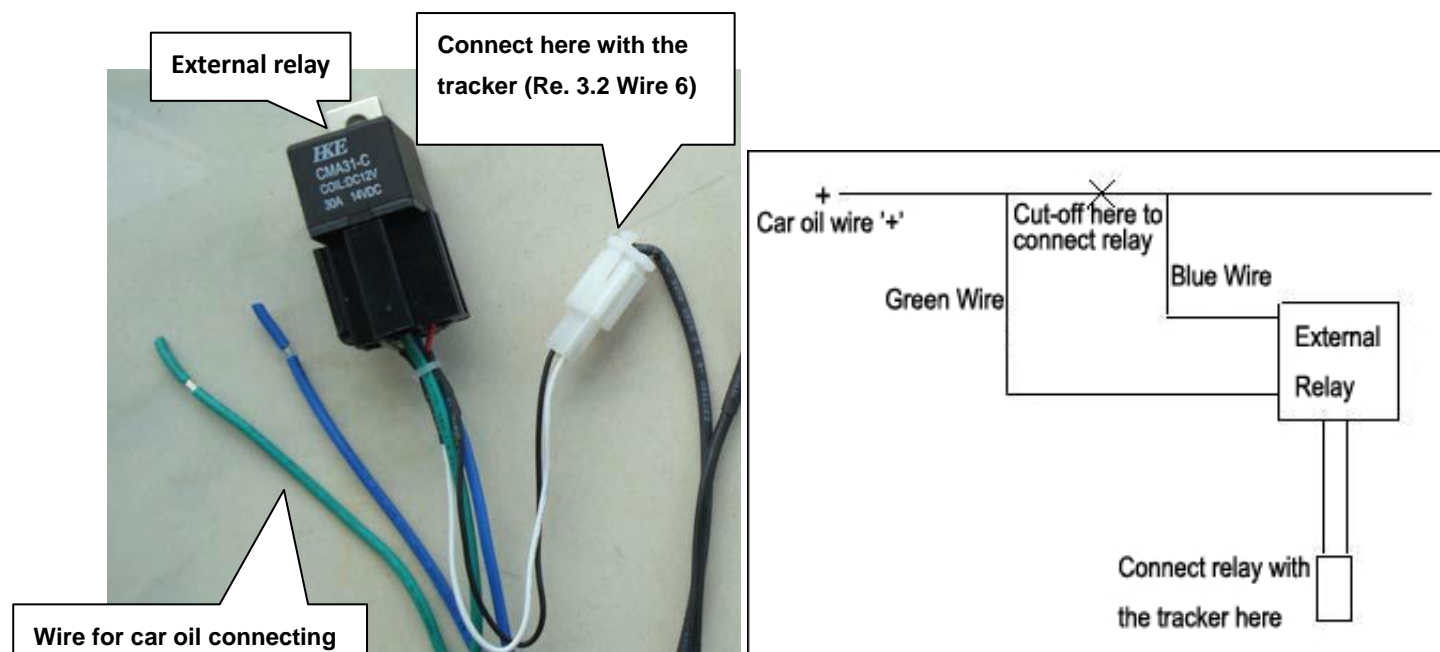 External relay
Connect here with the
tracker (Re. 3.2 Wire 6)
HKE
CMA31-C
COIL:DC12V
30A 14VDC
Wire for car oil connecting
+
Car oil wire '+'
Cut-off here to
connect relay
Green Wire
Blue Wire
External
Relay
Connect relay with
the tracker here